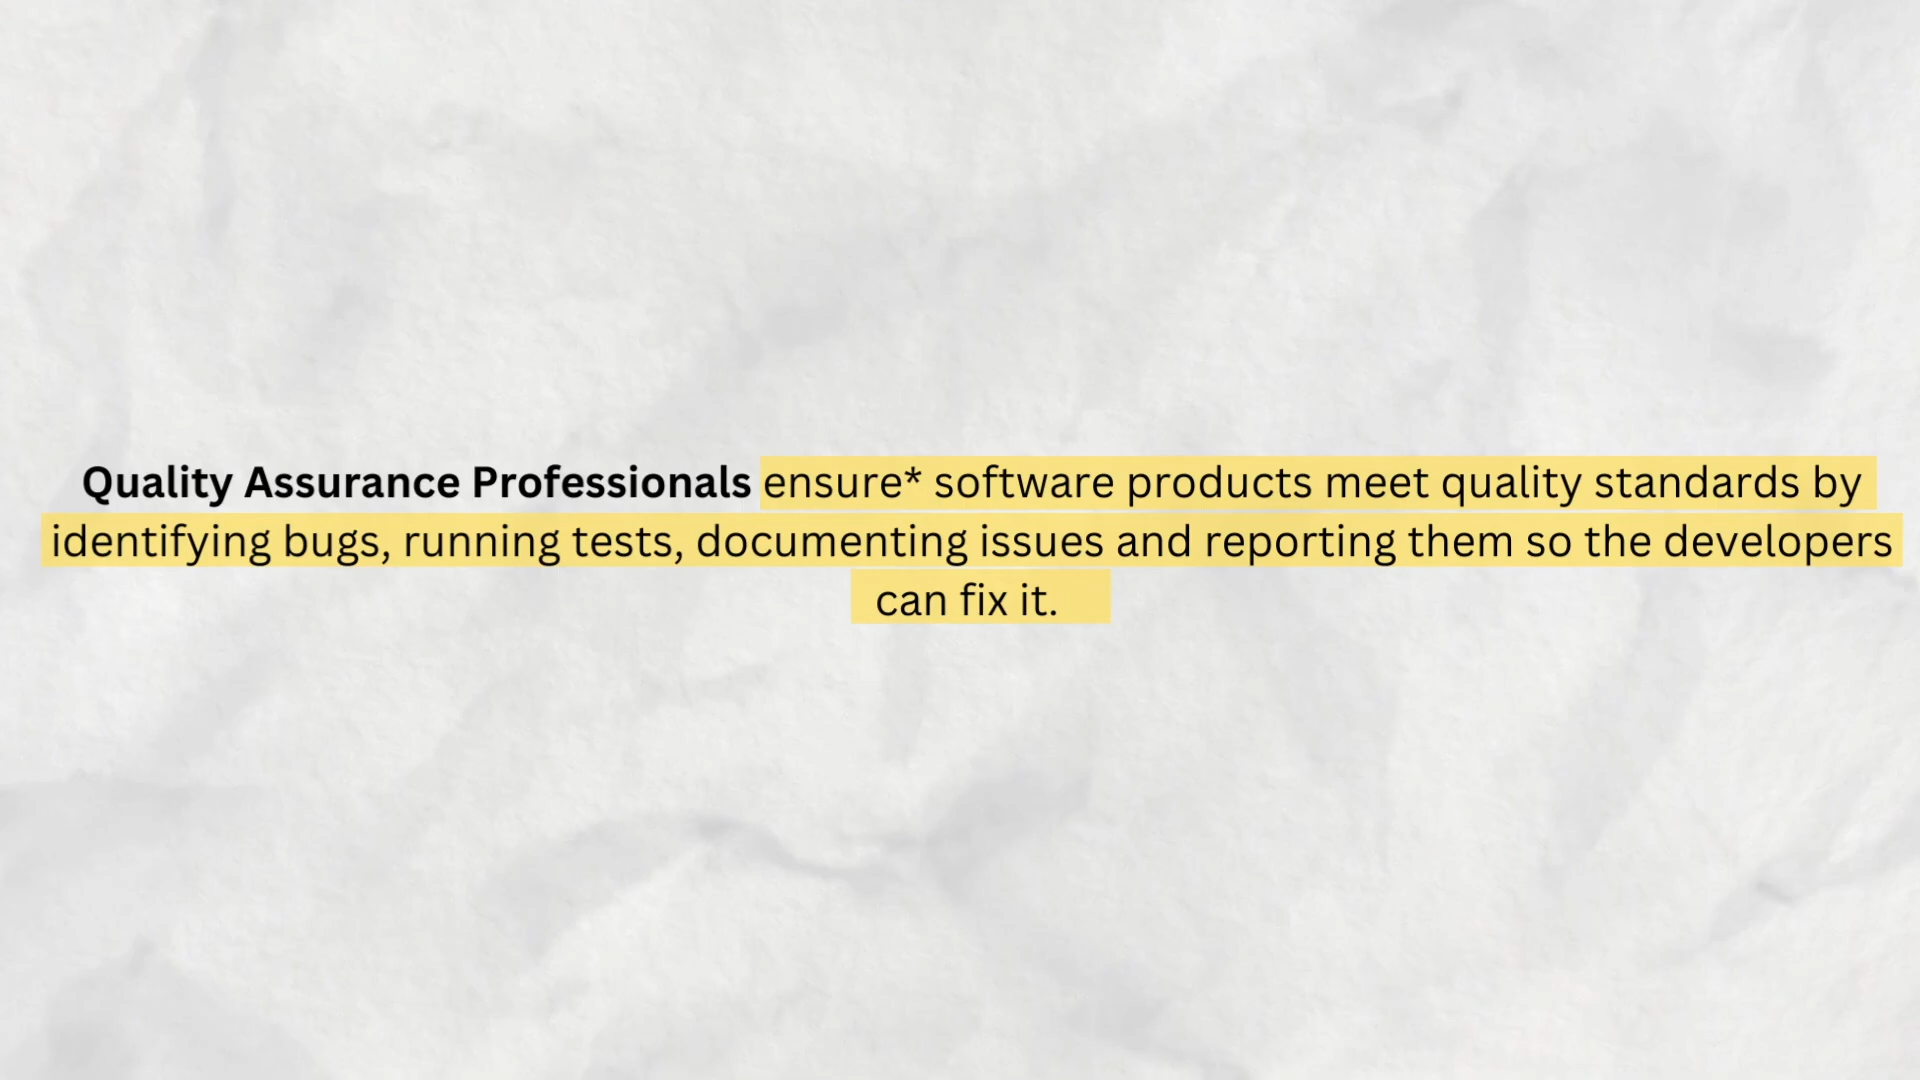 Quality Assurance Professionals ensure* software products meet quality standards by
identifying bugs, running tests, documenting issues and reporting them so the developers
can fix it.